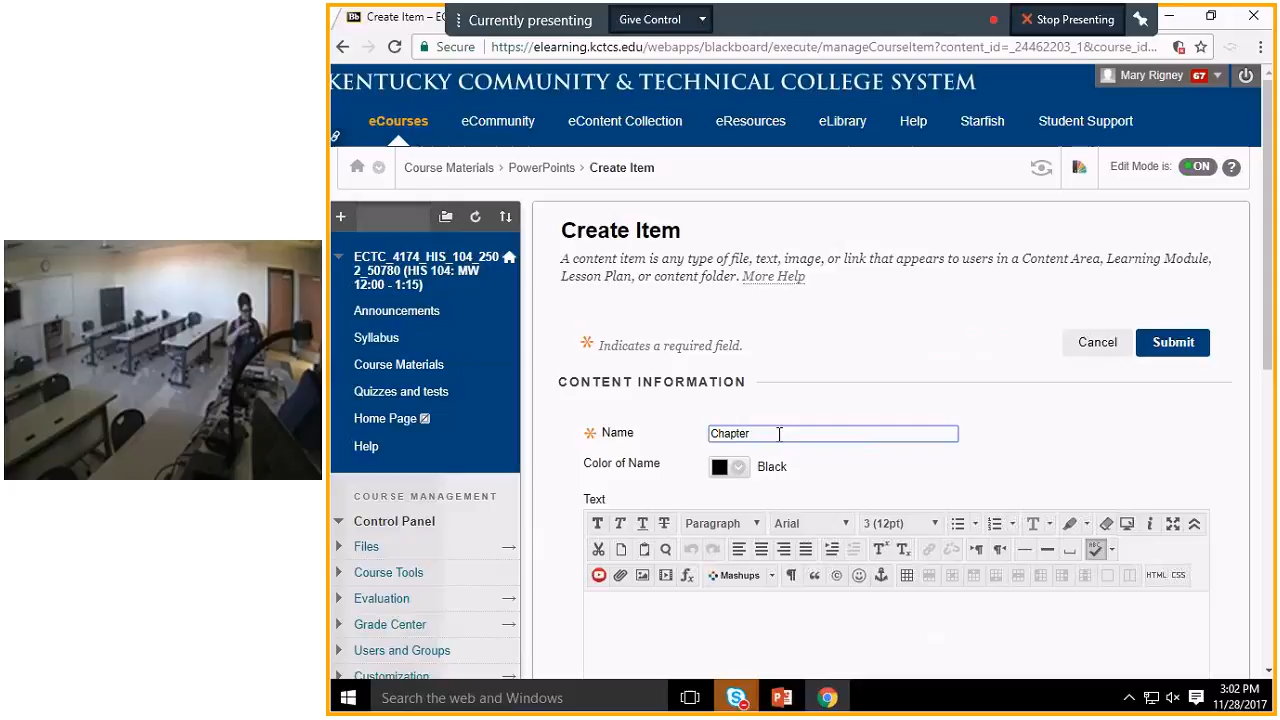 Create Item – EC
Currently presenting
Give Control
Stop Presenting
Secure
https://elearning.kctcs.edu/webapps/blackboard/execute/manageCourseItem?content_id=_24462203_1&course_id...
KENTUCKY COMMUNITY & TECHNICAL COLLEGE SYSTEM
Mary Rigney 67
eCourses
eCommunity
eContent Collection
eResources
eLibrary
Help
Starfish
Student Support
Course Materials > PowerPoints > Create Item
Edit Mode is: ON ?
ECTC_4174_HIS_104_250
2_50780 (HIS 104: MW
12:00 - 1:15)
Announcements
Syllabus
Course Materials
Quizzes and tests
Home Page
Help
COURSE MANAGEMENT
Control Panel
Files
Course Tools
Evaluation
Grade Center
Users and Groups
Customization
Create Item
A content item is any type of file, text, image, or link that appears to users in a Content Area, Learning Module,
Lesson Plan, or content folder. More Help
Indicates a required field.
Cancel
Submit
CONTENT INFORMATION
Name
Chapter
Color of Name
Black
Text
T T T T Paragraph Arial 3 (12pt)
Mashups
HTML CSS
Search the web and Windows
3:02 PM
11/28/2017